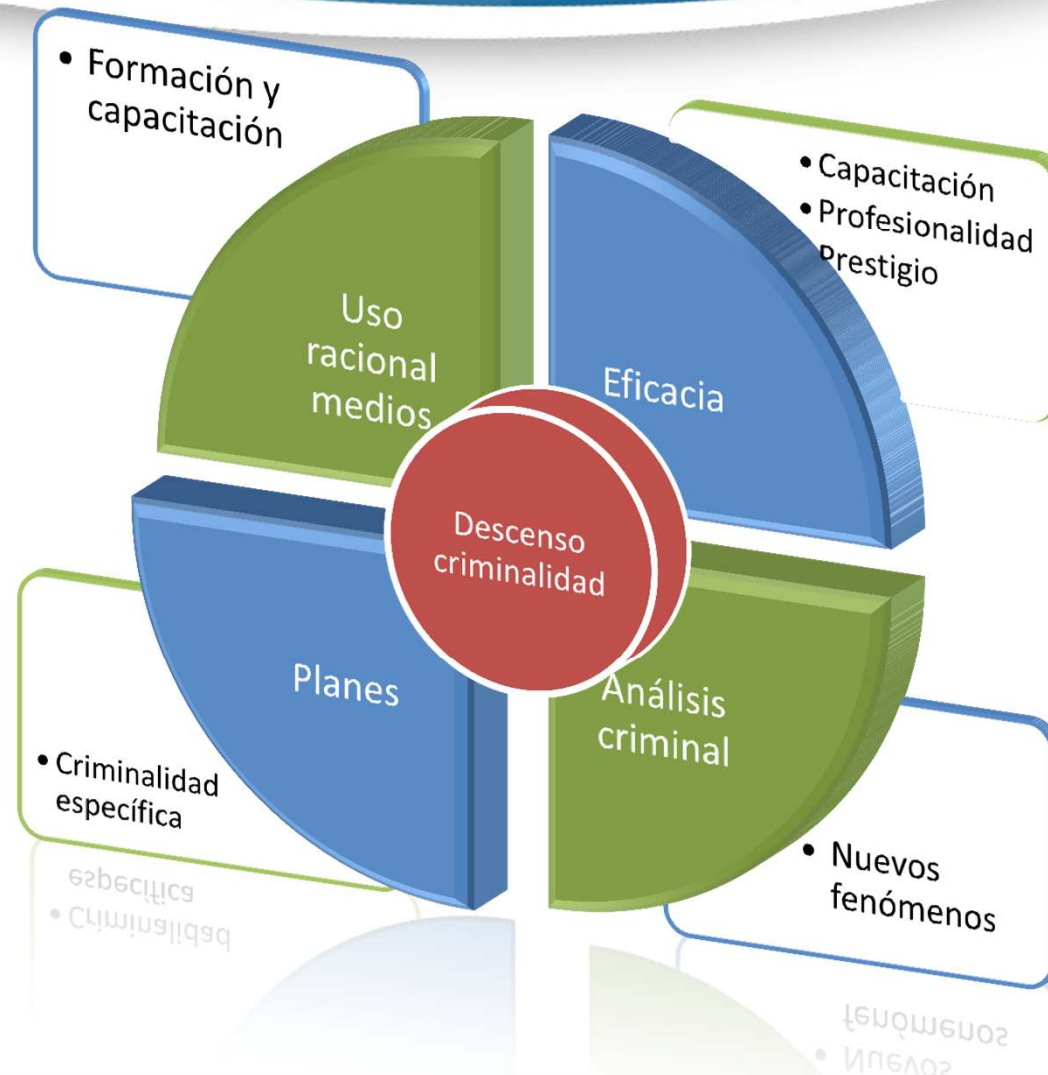 • Formación y
capacitación
• Capacitación
• Profesionalidad
Prestigio
Uso
racional
medios
Eficacia
Descenso
criminalidad
Planes
Análisis
criminal
• Criminalidad
específica
• Nuevos
fenómenos